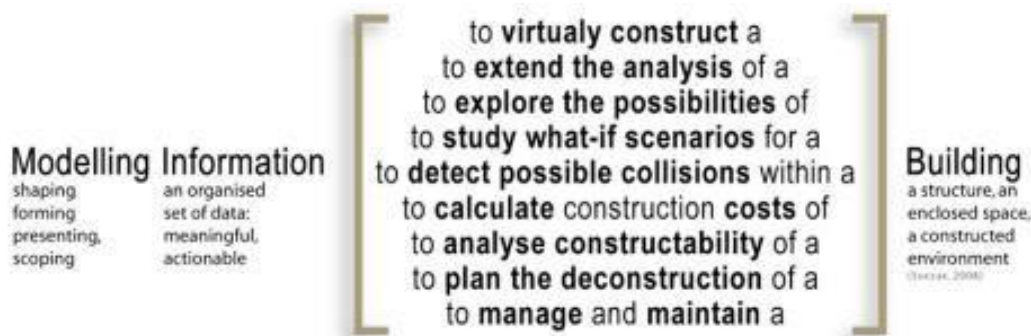 Modelling
shaping
forming
presenting,
scoping
Information
an organised
set of data:
meaningful,
actionable
to virtualy construct a
to extend the analysis of a
to explore the possibilities of
to study what-if scenarios for a
to detect possible collisions within a
to calculate construction costs of
to analyse constructability of a
to plan the deconstruction of a
to manage and maintain a
Building
a structure, an
enclosed space,
a constructed
environment